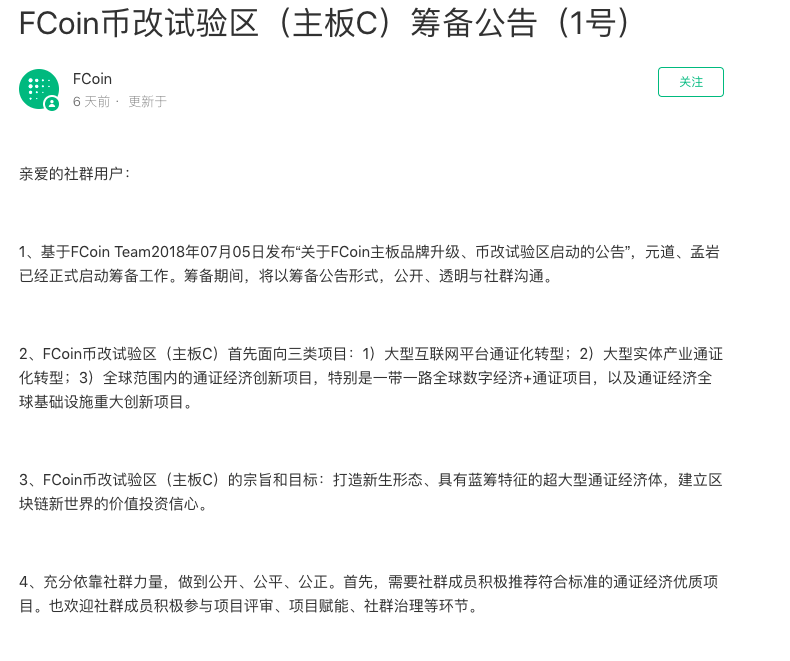 FCoin币改试验区（主板C）筹备公告（1号）
FCoin
6 天前 · 更新于
关注
亲爱的社群用户：
1、基于FCoin Team2018年07月05日发布“关于FCoin主板品牌升级、币改试验区启动的公告”，元道、孟岩
已经正式启动筹备工作。筹备期间，将以筹备公告形式，公开、透明与社群沟通。
2、FCoin币改试验区（主板C）首先面向三类项目：1）大型互联网平台通证化转型；2）大型实体产业通证
化转型；3）全球范围内的通证经济创新项目，特别是一带一路全球数字经济+通证项目，以及通证经济全
球基础设施重大创新项目。
3、FCoin币改试验区（主板C）的宗旨和目标：打造新生形态、具有蓝筹特征的超大型通证经济体，建立区
块链新世界的价值投资信心。
4、充分依靠社群力量，做到公开、公平、公正。首先，需要社群成员积极推荐符合标准的通证经济优质项
目。也欢迎社群成员积极参与项目评审、项目赋能、社群治理等环节。